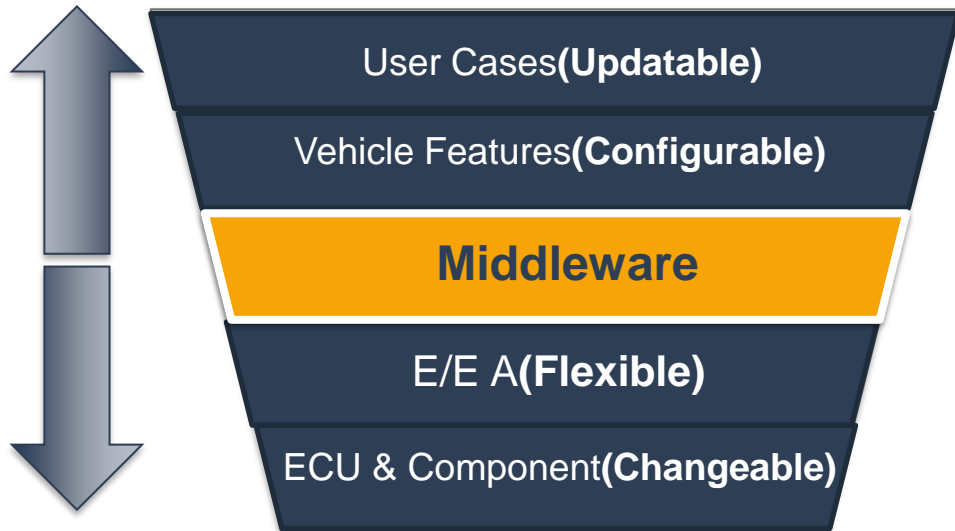 User Cases(Updatable)
Vehicle Features(Configurable)
Middleware
E/E A(Flexible)
ECU & Component(Changeable)